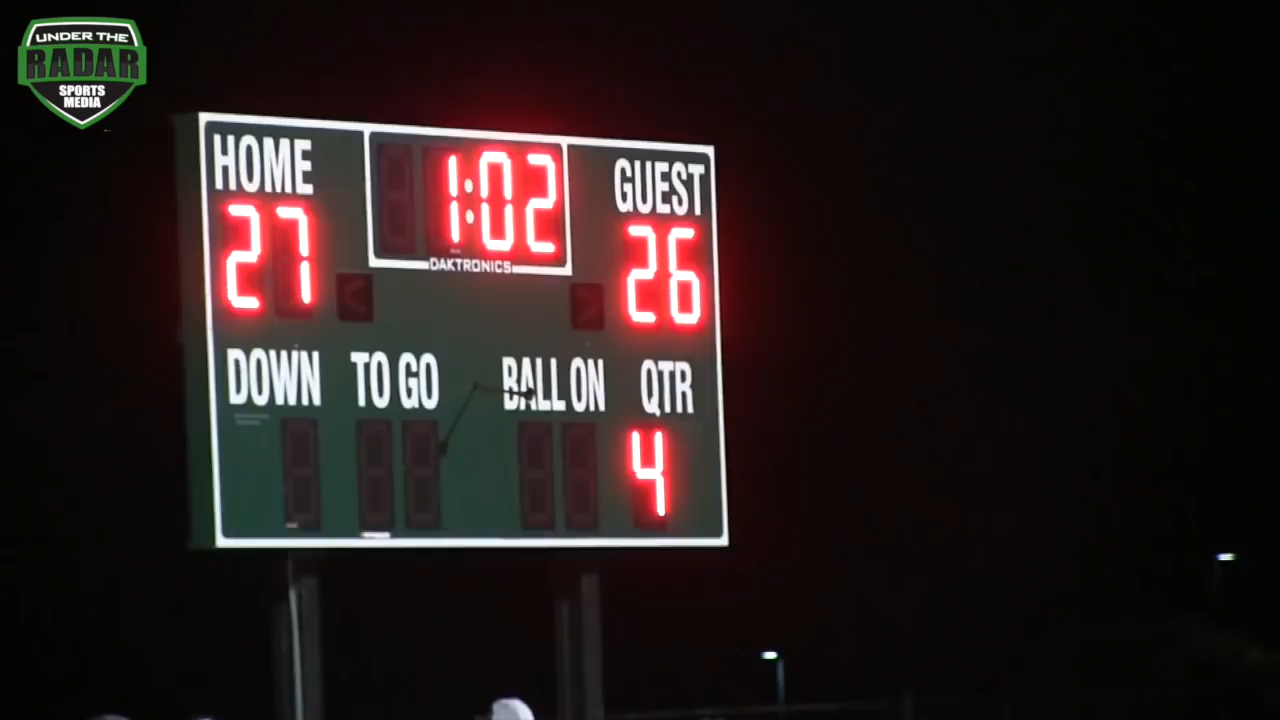 UNDER THE
RADAR
SPORTS
MEDIA
HOME 1:02 GUEST
27 26
DAKTRONICS
DOWN TO GO BALL ON QTR
4